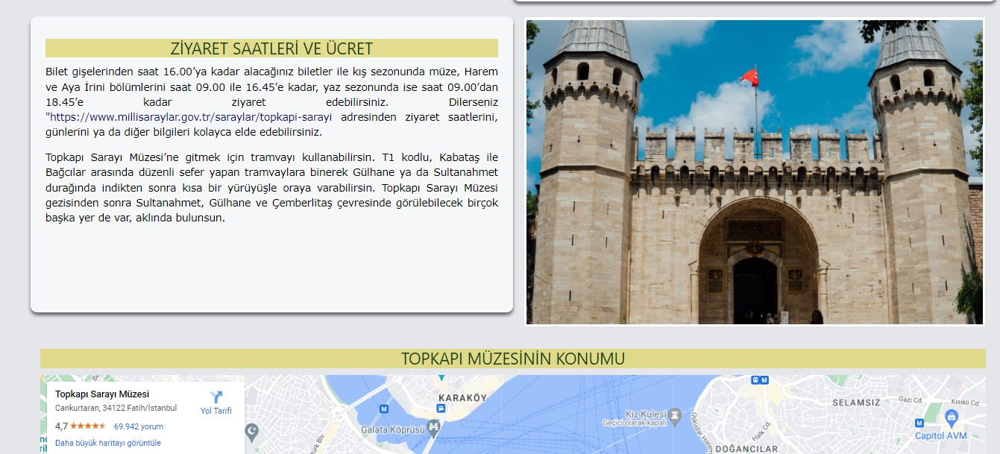 ZİYARET SAATLERİ VE ÜCRET
Bilet gişelerinden saat 16.00’ya kadar alacağınız biletler ile kış sezonunda müze, Harem
ve Aya İrini bölümlerini saat 09.00 ile 16.45’e kadar, yaz sezonunda ise saat 09.00’dan
18.45’e kadar ziyaret edebilirsiniz. Dilerseniz
"https://www.millisaraylar.gov.tr/saraylar/topkapi-sarayi adresinden ziyaret saatlerini,
günlerini ya da diğer bilgileri kolayca elde edebilirsiniz.
Topkapı Sarayı Müzesi’ne gitmek için tramvayı kullanabilirsin. T1 kodlu, Kabataş ile
Bağcılar arasında düzenli sefer yapan tramvaylara binerek Gülhane ya da Sultanahmet
durağında indikten sonra kısa bir yürüyüşle oraya varabilirsin. Topkapı Sarayı Müzesi
gezisinden sonra Sultanahmet, Gülhane ve Çemberlitaş çevresinde görülebilecek birçok
başka yer de var, aklında bulunsun.
TOPKAPI MÜZESİNİN KONUMU
Topkapı Sarayı Müzesi
Cankurtaran, 34122 Fatih/İstanbul
Yol Tarifi
4,7
69.942 yorum
Daha büyük haritayı görüntüle
KARAKÖY
M
Galata Köprüsü
Kız Kulesi
Geçici olarak kapalı
M
Halk Cd.
DOĞANCILAR
SELAMSIZ
Gazi Cd.
Kısıklı Cd
M
Capitol AVM